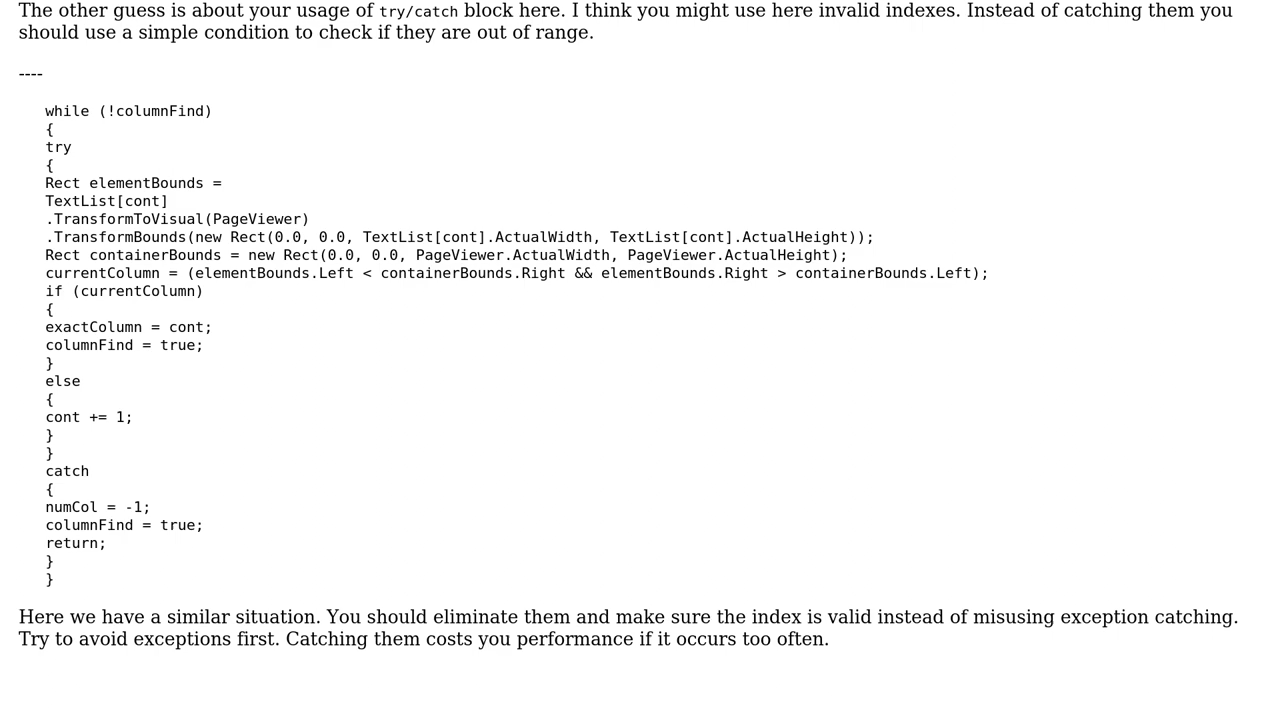 The other guess is about your usage of try/catch block here. I think you might use here invalid indexes. Instead of catching them you
should use a simple condition to check if they are out of range.
----
while (!columnFind)
{
try
{
Rect elementBounds =
TextList[cont]
.TransformToVisual(PageViewer)
.TransformBounds(new Rect(0.0, 0.0, TextList[cont].ActualWidth, TextList[cont].ActualHeight));
Rect containerBounds = new Rect(0.0, 0.0, PageViewer.ActualWidth, PageViewer.ActualHeight);
currentColumn = (elementBounds.Left < containerBounds.Right && elementBounds.Right > containerBounds.Left);
if (currentColumn)
{
exactColumn = cont;
columnFind = true;
}
else
{
cont += 1;
}
}
catch
{
numCol = -1;
columnFind = true;
return;
}
}
Here we have a similar situation. You should eliminate them and make sure the index is valid instead of misusing exception catching.
Try to avoid exceptions first. Catching them costs you performance if it occurs too often.